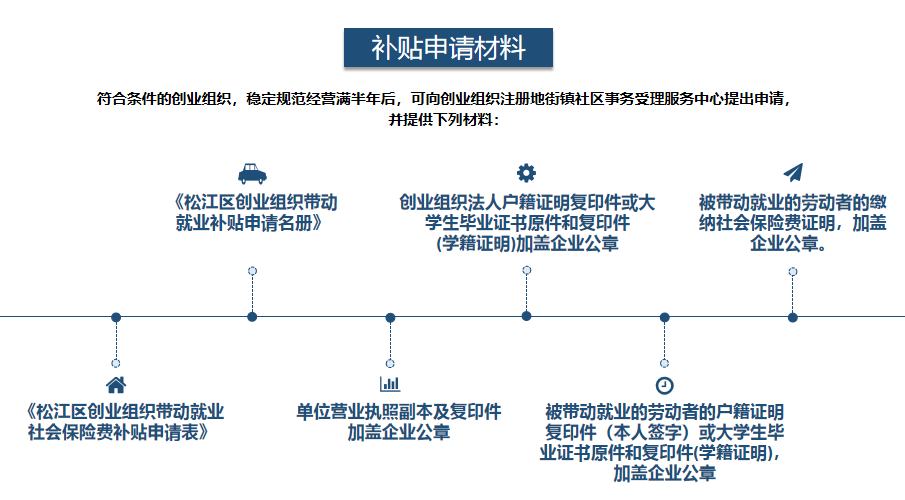 补贴申请材料
符合条件的创业组织，稳定规范经营满半年后，可向创业组织注册地街镇社区事务受理服务中心提出申请，
并提供下列材料：
《松江区创业组织带动
就业补贴申请名册》
创业组织法人户籍证明复印件或大
学生毕业证书原件和复印件
(学籍证明)加盖企业公章
被带动就业的劳动者的缴
纳社会保险费证明，加盖
企业公章。
《松江区创业组织带动就业
社会保险费补贴申请表》
单位营业执照副本及复印件
加盖企业公章
被带动就业的劳动者的户籍证明
复印件（本人签字）或大学生毕
业证书原件和复印件(学籍证明)，
加盖企业公章